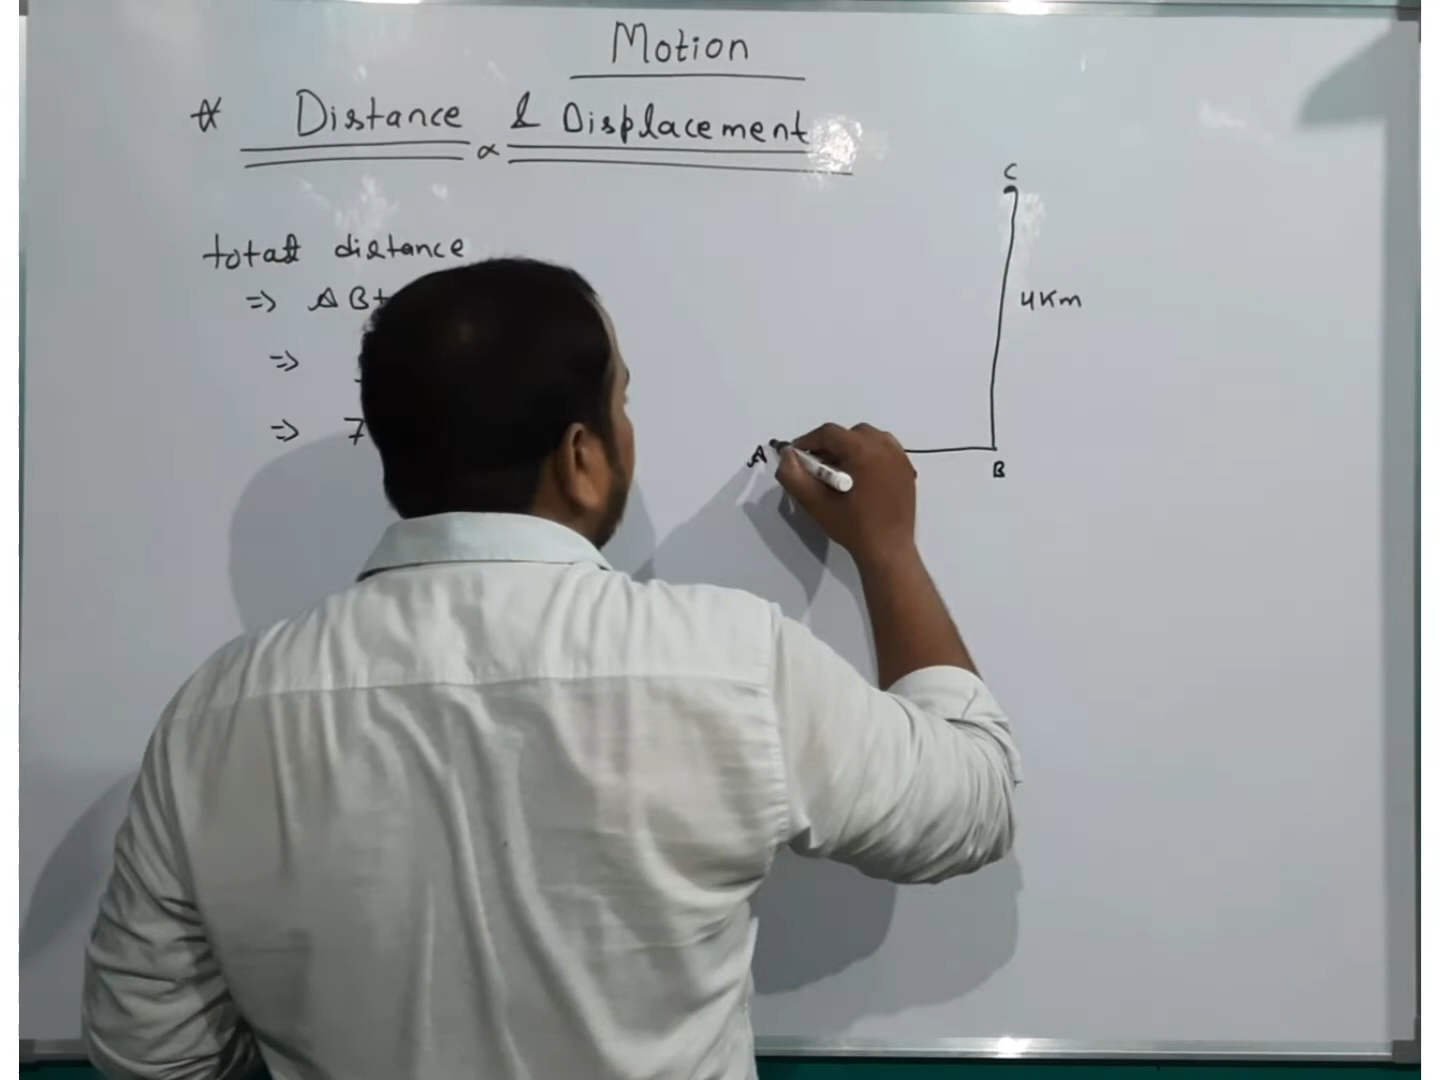 Motion
* Distance & Displacement
C
total distance
=> AB+
4Km
=>
=> 7
A
B